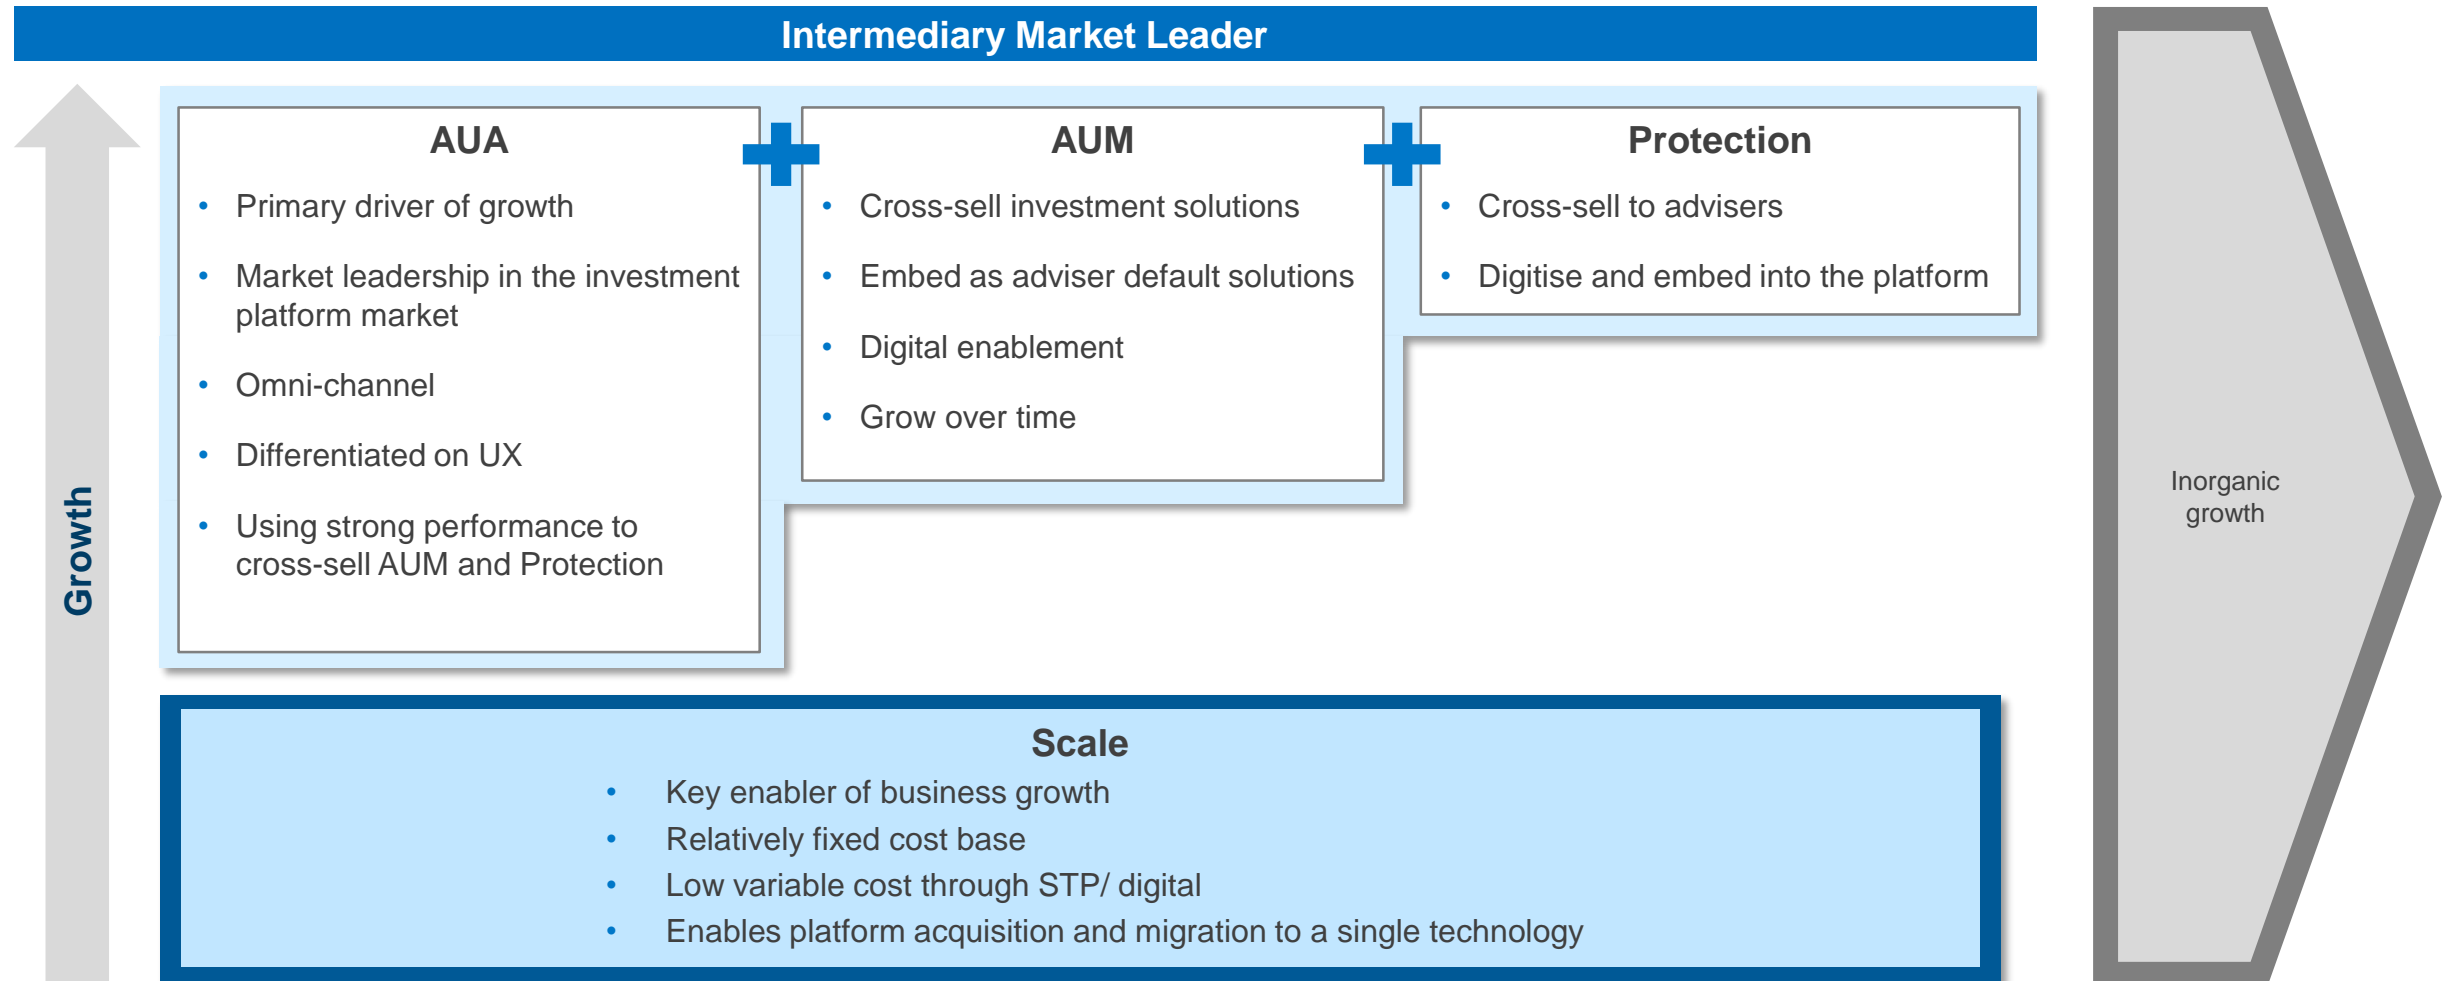 Intermediary Market Leader
Growth
AUA
• Primary driver of growth
• Market leadership in the investment
platform market
• Omni-channel
• Differentiated on UX
• Using strong performance to
cross-sell AUM and Protection
AUM
• Cross-sell investment solutions
• Embed as adviser default solutions
• Digital enablement
• Grow over time
Protection
• Cross-sell to advisers
• Digitise and embed into the platform
Scale
• Key enabler of business growth
• Relatively fixed cost base
• Low variable cost through STP/ digital
• Enables platform acquisition and migration to a single technology
Inorganic
growth